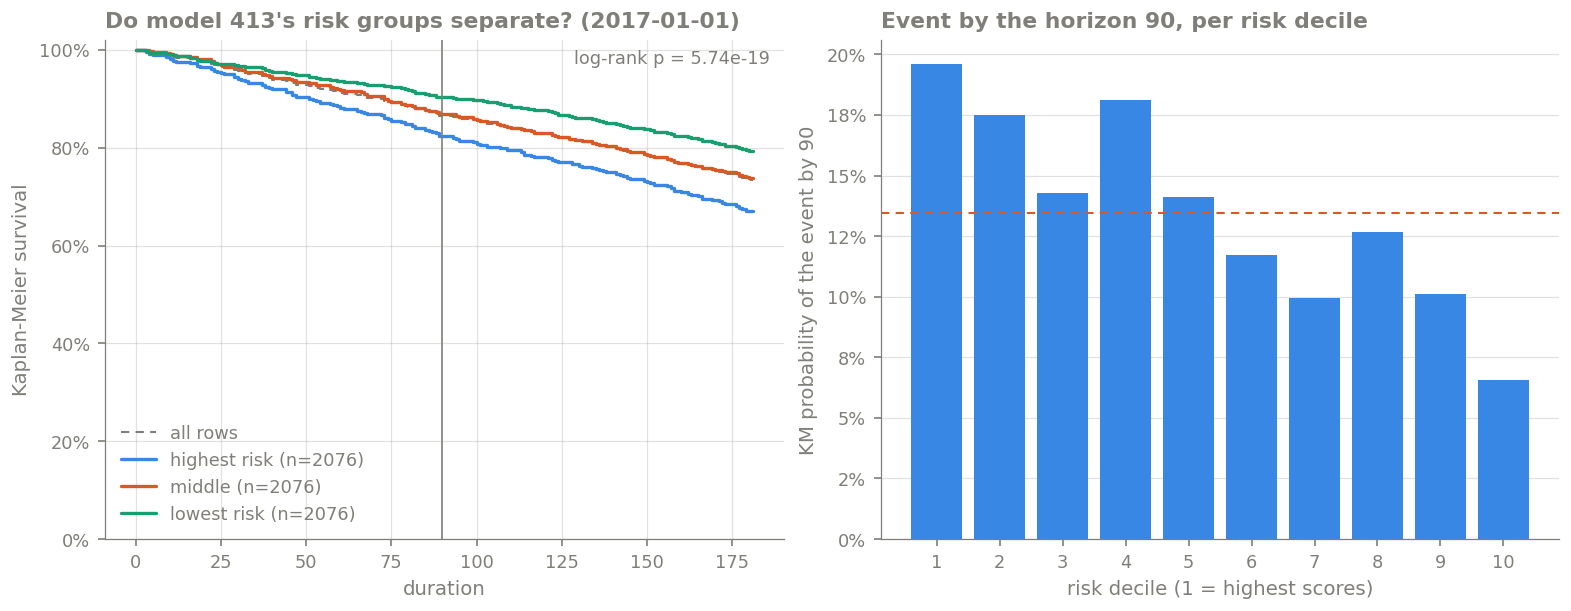 Do model 413's risk groups separate? (2017-01-01)
log-rank p = 5.74e-19
Kaplan-Meier survival
100%
80%
60%
40%
20%
0%
all rows
highest risk (n=2076)
middle (n=2076)
lowest risk (n=2076)
0 25 50 75 100 125 150 175
duration
Event by the horizon 90, per risk decile
KM probability of the event by 90
20%
18%
15%
12%
10%
8%
5%
2%
0%
1 2 3 4 5 6 7 8 9 10
risk decile (1 = highest scores)